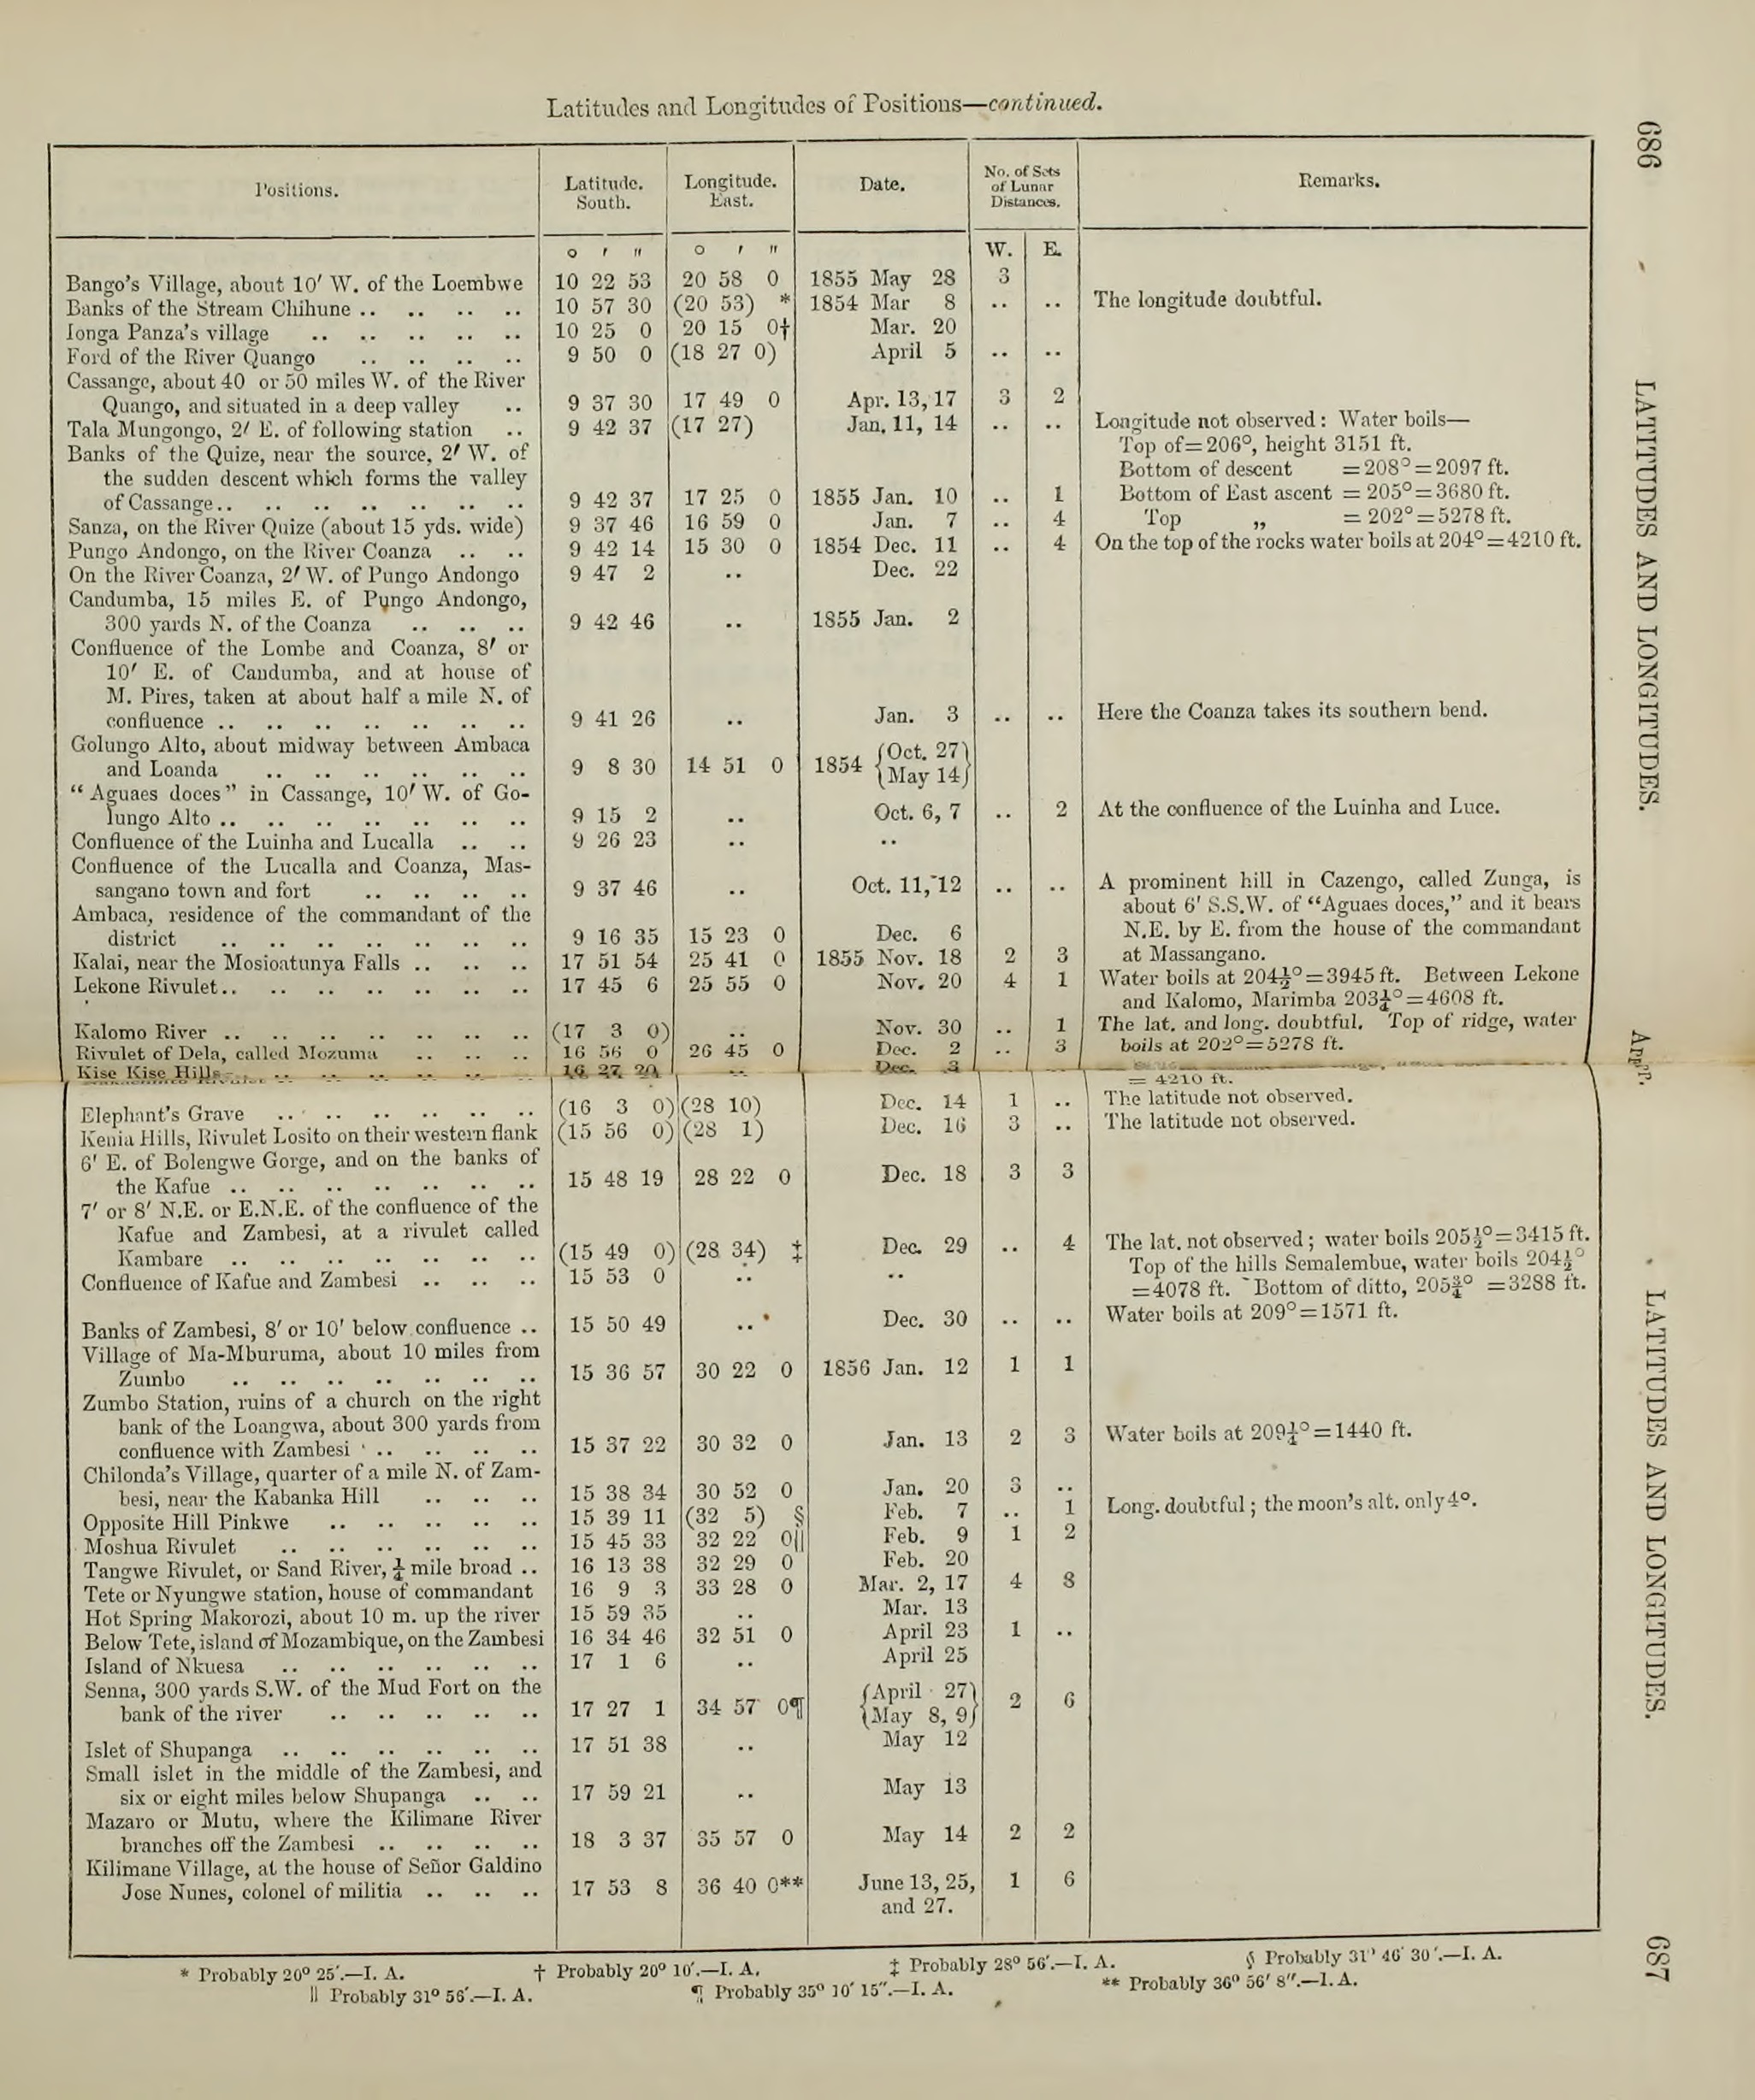 Latitudes and Longitudes of Positions—continued.
686
LATITUDES AND LONGITUDES.
Positions. Latitude. South. Longitude. East. Date. No. of Sets of Lunar Distances. Remarks.
° ′ ″ ° ′ ″ W. E.
Bango's Village, about 10′ W. of the Loembwe 10 22 53 20 58 0 1855 May 28 3
Banks of the Stream Chihune .. .. .. .. 10 57 30 (20 53) * 1854 Mar 8 .. .. The longitude doubtful.
Ionga Panza's village .. .. .. .. .. 10 25 0 20 15 0† Mar. 20
Ford of the River Quango .. .. .. .. 9 50 0 (18 27 0) April 5 .. ..
Cassange, about 40 or 50 miles W. of the River
Quango, and situated in a deep valley .. 9 37 30 17 49 0 Apr. 13, 17 3 2
Tala Mungongo, 2′ E. of following station .. 9 42 37 (17 27) Jan. 11, 14 .. .. Longitude not observed: Water boils—
Top of=206°, height 3151 ft.
Banks of the Quize, near the source, 2′ W. of
Bottom of descent =208°=2097 ft.
the sudden descent which forms the valley
of Cassange .. .. .. .. .. .. .. 9 42 37 17 25 0 1855 Jan. 10 .. 1 Bottom of East ascent = 205°=3680 ft.
Sanza, on the River Quize (about 15 yds. wide) 9 37 46 16 59 0 Jan. 7 .. 4 Top „ = 202°=5278 ft.
Pungo Andongo, on the River Coanza .. .. 9 42 14 15 30 0 1854 Dec. 11 .. 4 On the top of the rocks water boils at 204°=4210 ft.
On the River Coanza, 2′ W. of Pungo Andongo 9 47 2 .. Dec. 22
Candumba, 15 miles E. of Pungo Andongo,
300 yards N. of the Coanza .. .. .. 9 42 46 .. 1855 Jan. 2
Confluence of the Lombe and Coanza, 8′ or
10′ E. of Candumba, and at house of
M. Pires, taken at about half a mile N. of
confluence .. .. .. .. .. .. .. 9 41 26 .. Jan. 3 .. .. Here the Coanza takes its southern bend.
Golungo Alto, about midway between Ambaca
and Loanda .. .. .. .. .. .. 9 8 30 14 51 0 1854 {Oct. 27} {May 14}
“Aguaes doces” in Cassange, 10′ W. of Go-
lungo Alto .. .. .. .. .. .. .. 9 15 2 .. Oct. 6, 7 .. 2 At the confluence of the Luinha and Luce.
Confluence of the Luinha and Lucalla .. .. 9 26 23 .. ..
Confluence of the Lucalla and Coanza, Mas-
sangano town and fort .. .. .. .. 9 37 46 .. Oct. 11, 12 .. .. A prominent hill in Cazengo, called Zunga, is
about 6′ S.S.W. of “Aguaes doces,” and it bears
Ambaca, residence of the commandant of the
N.E. by E. from the house of the commandant
district .. .. .. .. .. .. .. 9 16 35 15 23 0 Dec. 6
at Massangano.
Kalai, near the Mosioatunya Falls .. .. .. 17 51 54 25 41 0 1855 Nov. 18 2 3
Lekone Rivulet .. .. .. .. .. .. .. 17 45 6 25 55 0 Nov. 20 4 1 Water boils at 204½°=3945 ft. Between Lekone
and Kalomo, Marimba 203¼°=4608 ft.
Kalomo River .. .. .. .. .. .. .. (17 3 0) .. Nov. 30 .. 1 The lat. and long. doubtful. Top of ridge, water
Rivulet of Dela, called Mozuma .. .. .. 16 56 0 26 45 0 Dec. 2 .. 3 boils at 202°=5278 ft.
Kise Kise Hills .. .. .. .. .. .. 16 27 20 .. Dec. 3
App.
= 4210 ft.
Elephant's Grave .. .. .. .. .. .. (16 3 0) (28 10) Dec. 14 1 .. The latitude not observed.
Kenia Hills, Rivulet Losito on their western flank (15 56 0) (28 1) Dec. 16 3 .. The latitude not observed.
6′ E. of Bolengwe Gorge, and on the banks of
the Kafue .. .. .. .. .. .. .. 15 48 19 28 22 0 Dec. 18 3 3
7′ or 8′ N.E. or E.N.E. of the confluence of the
Kafue and Zambesi, at a rivulet called
Kambare .. .. .. .. .. .. .. (15 49 0) (28 34) ‡ Dec. 29 .. 4 The lat. not observed; water boils 205½°=3415 ft.
Top of the hills Semalembue, water boils 204½°
Confluence of Kafue and Zambesi .. .. .. 15 53 0 .. ..
=4078 ft. Bottom of ditto, 205¾° =3288 ft.
Banks of Zambesi, 8′ or 10′ below confluence .. 15 50 49 .. Dec. 30 .. .. Water boils at 209°=1571 ft.
Village of Ma-Mburuma, about 10 miles from
Zumbo .. .. .. .. .. .. .. 15 36 57 30 22 0 1856 Jan. 12 1 1
Zumbo Station, ruins of a church on the right
bank of the Loangwa, about 300 yards from
confluence with Zambesi .. .. .. .. 15 37 22 30 32 0 Jan. 13 2 3 Water boils at 209¼°=1440 ft.
Chilonda's Village, quarter of a mile N. of Zam-
besi, near the Kabanka Hill .. .. .. 15 38 34 30 52 0 Jan. 20 3 ..
Opposite Hill Pinkwe .. .. .. .. .. 15 39 11 (32 5) § Feb. 7 .. 1 Long. doubtful; the moon's alt. only 4°.
Moshua Rivulet .. .. .. .. .. .. 15 45 33 32 22 0|| Feb. 9 1 2
Tangwe Rivulet, or Sand River, ¼ mile broad .. 16 13 38 32 29 0 Feb. 20
Tete or Nyungwe station, house of commandant 16 9 3 33 28 0 Mar. 2, 17 4 8
Hot Spring Makorozi, about 10 m. up the river 15 59 35 .. Mar. 13
Below Tete, island of Mozambique, on the Zambesi 16 34 46 32 51 0 April 23 1 ..
Island of Nkuesa .. .. .. .. .. .. 17 1 6 .. April 25
Senna, 300 yards S.W. of the Mud Fort on the
bank of the river .. .. .. .. .. 17 27 1 34 57 0¶ {April 27} {May 8, 9} 2 6
Islet of Shupanga .. .. .. .. .. .. 17 51 38 .. May 12
Small islet in the middle of the Zambesi, and
six or eight miles below Shupanga .. .. 17 59 21 .. May 13
Mazaro or Mutu, where the Kilimane River
branches off the Zambesi .. .. .. .. 18 3 37 35 57 0 May 14 2 2
Kilimane Village, at the house of Señor Galdino
Jose Nunes, colonel of militia .. .. .. 17 53 8 36 40 0** June 13, 25, 1 6
and 27.
LATITUDES AND LONGITUDES.
687
* Probably 20° 25′.—I. A. † Probably 20° 10′.—I. A. ‡ Probably 28° 56′.—I. A. § Probably 31° 46′ 30″.—I. A.
|| Probably 31° 56′.—I. A. ¶ Probably 35° 10′ 15″.—I. A. ** Probably 36° 56′ 8″.—I. A.